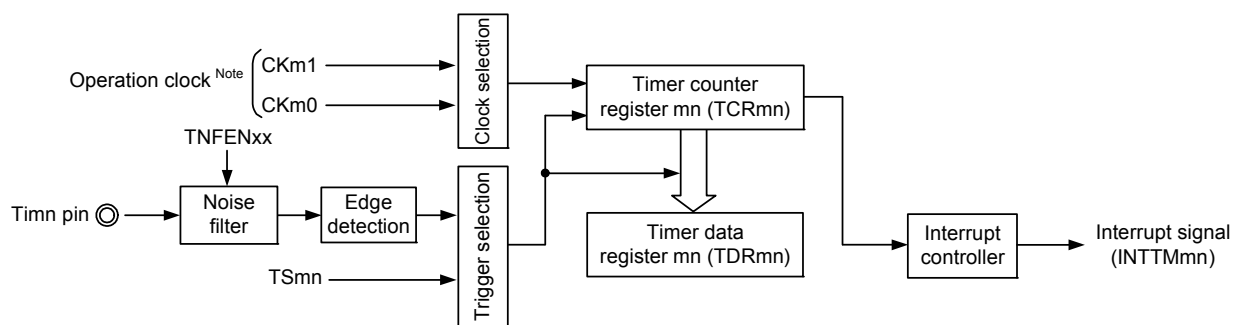 Operation clock Note
CKm1
CKm0
Clock selection
Timer counter
register mn (TCRmn)
TNFENxx
Timn pin
Noise
filter
Edge
detection
TSmn
Trigger selection
Timer data
register mn (TDRmn)
Interrupt
controller
Interrupt signal
(INTTMmn)